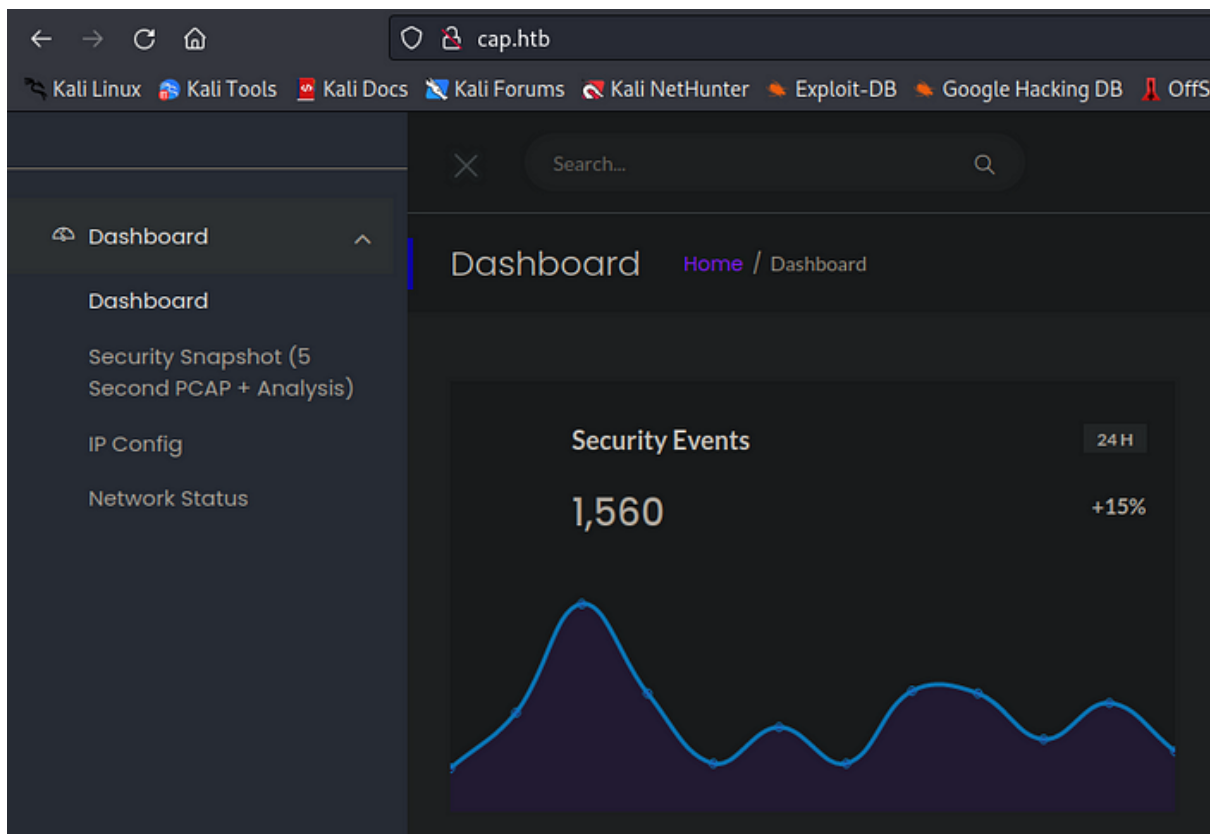 cap.htb
Kali Linux Kali Tools Kali Docs Kali Forums Kali NetHunter Exploit-DB Google Hacking DB OffS
Search...
Dashboard
Dashboard
Security Snapshot (5
Second PCAP + Analysis)
IP Config
Network Status
Dashboard Home / Dashboard
Security Events 24 H
1,560 +15%